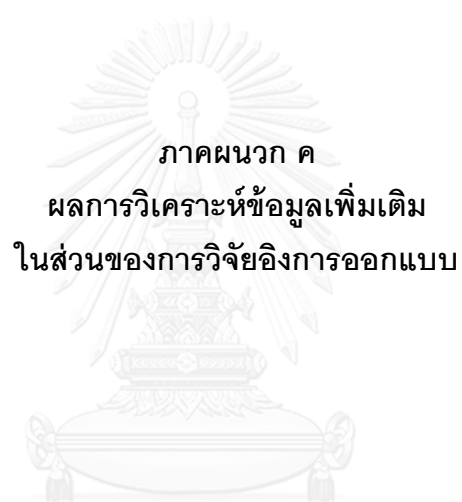 ภาคผนวก ค
ผลการวิเคราะห์ข้อมูลเพิ่มเติม
ในส่วนของการวิจัยอิงการออกแบบ